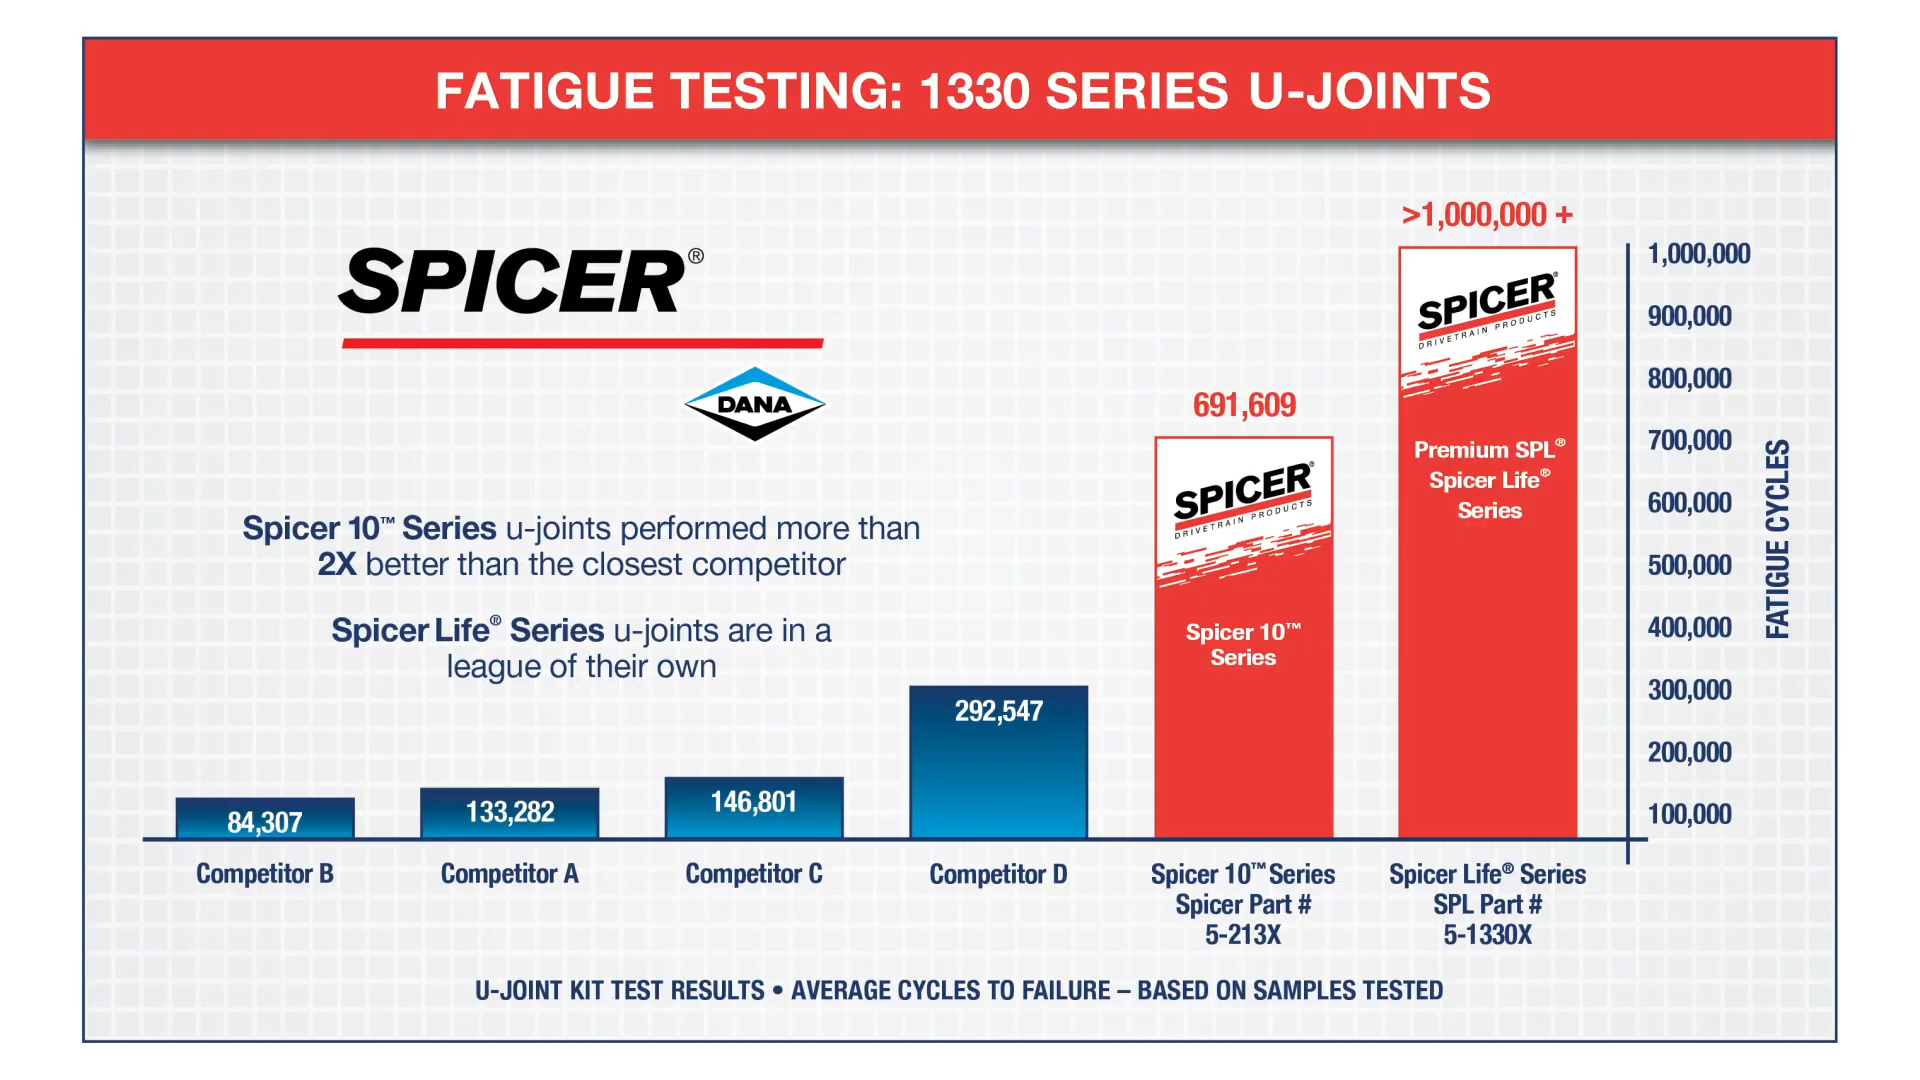 FATIGUE TESTING: 1330 SERIES U-JOINTS
SPICER®
DANA
Spicer 10™ Series u-joints performed more than
2X better than the closest competitor
Spicer Life® Series u-joints are in a
league of their own
84,307
133,282
146,801
292,547
691,609
SPICER®
DRIVETRAIN PRODUCTS
Spicer 10™
Series
>1,000,000 +
SPICER®
DRIVETRAIN PRODUCTS
Premium SPL®
Spicer Life®
Series
1,000,000
900,000
800,000
700,000
600,000
500,000
400,000
300,000
200,000
100,000
FATIGUE CYCLES
Competitor B
Competitor A
Competitor C
Competitor D
Spicer 10™ Series
Spicer Part #
5-213X
Spicer Life® Series
SPL Part #
5-1330X
U-JOINT KIT TEST RESULTS • AVERAGE CYCLES TO FAILURE – BASED ON SAMPLES TESTED